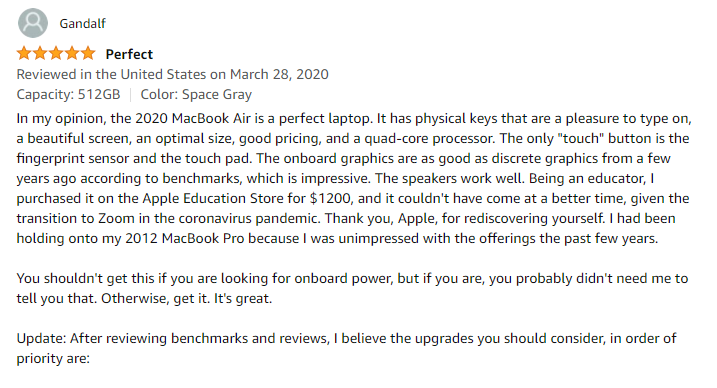 Gandalf
Perfect
Reviewed in the United States on March 28, 2020
Capacity: 512GB | Color: Space Gray
In my opinion, the 2020 MacBook Air is a perfect laptop. It has physical keys that are a pleasure to type on,
a beautiful screen, an optimal size, good pricing, and a quad-core processor. The only "touch" button is the
fingerprint sensor and the touch pad. The onboard graphics are as good as discrete graphics from a few
years ago according to benchmarks, which is impressive. The speakers work well. Being an educator, I
purchased it on the Apple Education Store for $1200, and it couldn't have come at a better time, given the
transition to Zoom in the coronavirus pandemic. Thank you, Apple, for rediscovering yourself. I had been
holding onto my 2012 MacBook Pro because I was unimpressed with the offerings the past few years.
You shouldn't get this if you are looking for onboard power, but if you are, you probably didn't need me to
tell you that. Otherwise, get it. It's great.
Update: After reviewing benchmarks and reviews, I believe the upgrades you should consider, in order of
priority are: